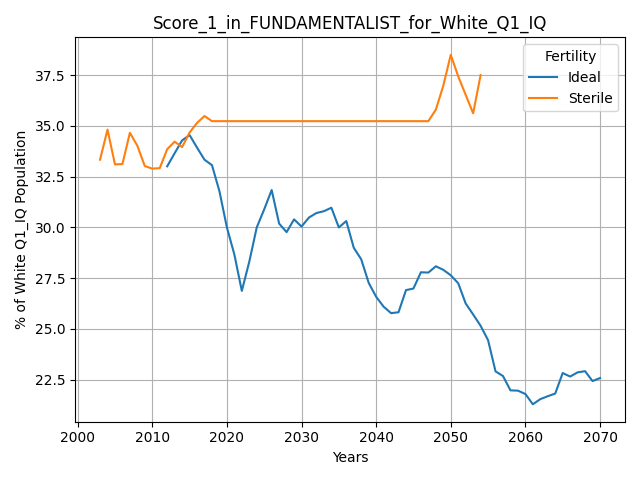 Score_1_in_FUNDAMENTALIST_for_White_Q1_IQ
Fertility
Ideal
Sterile
% of White Q1_IQ Population
37.5
35.0
32.5
30.0
27.5
25.0
22.5
2000 2010 2020 2030 2040 2050 2060 2070
Years